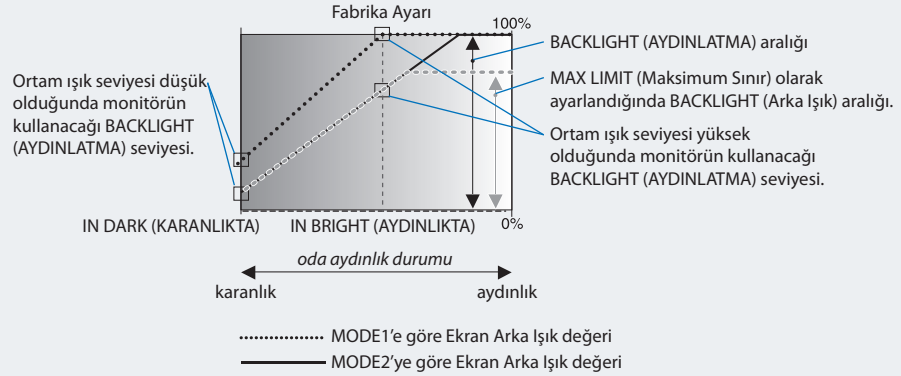 Fabrika Ayarı
100%
BACKLIGHT (AYDINLATMA) aralığı
MAX LIMIT (Maksimum Sınır) olarak
ayarlandığında BACKLIGHT (Arka Işık) aralığı.
Ortam ışık seviyesi yüksek
olduğunda monitörün kullanacağı
BACKLIGHT (AYDINLATMA) seviyesi.
Ortam ışık seviyesi düşük
olduğunda monitörün
kullanacağı BACKLIGHT
(AYDINLATMA) seviyesi.
IN DARK (KARANLIKTA)
IN BRIGHT (AYDINLIKTA)
0%
oda aydınlık durumu
karanlık
aydınlık
MODE1'e göre Ekran Arka Işık değeri
MODE2'ye göre Ekran Arka Işık değeri